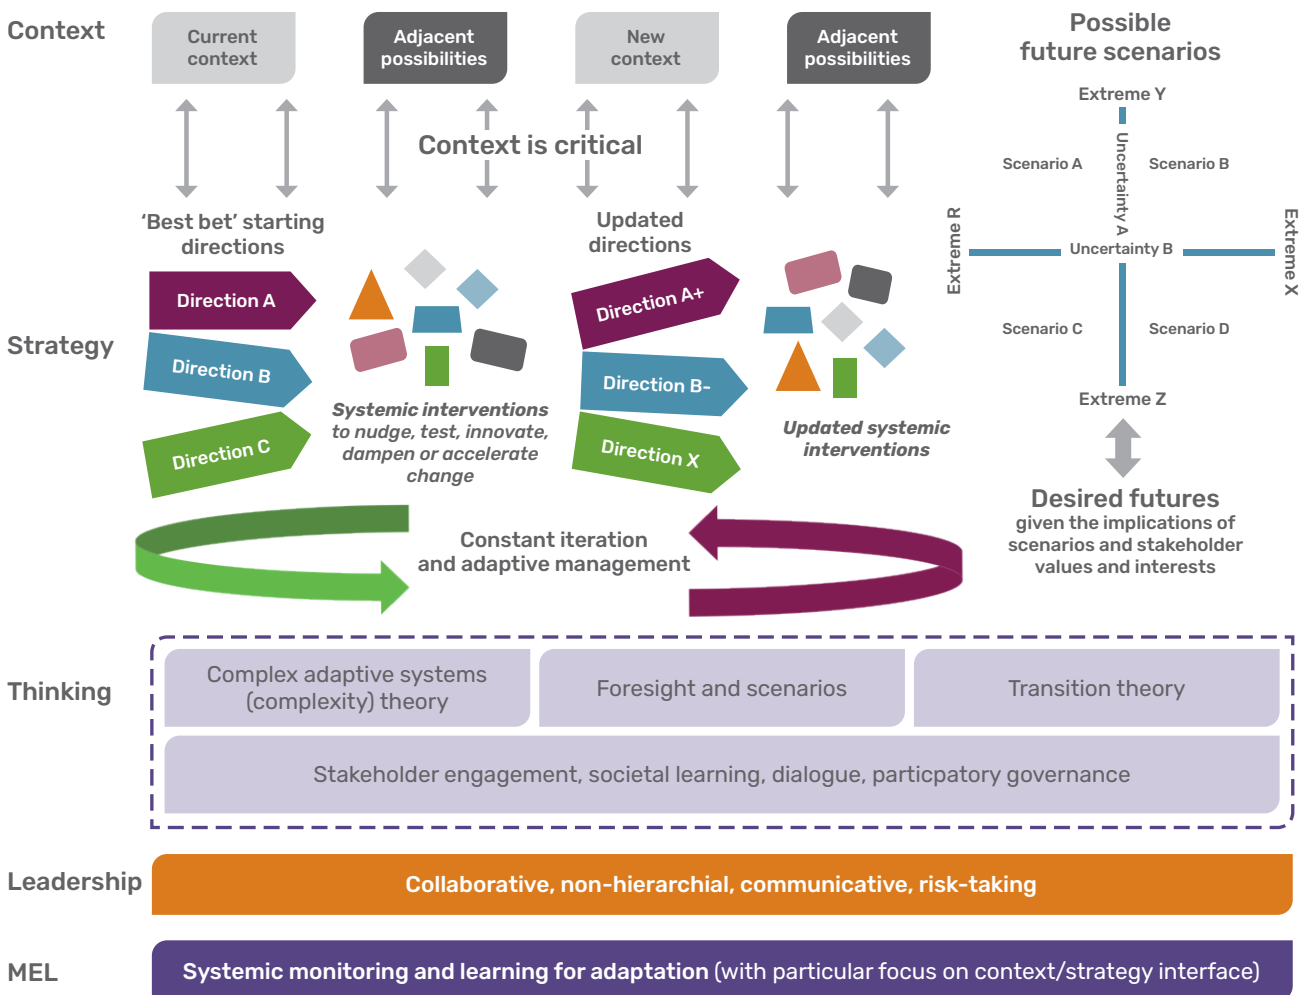 Context
Current
context
Adjacent
possibilities
New
context
Adjacent
possibilities
Context is critical
Strategy
‘Best bet’ starting
directions
Direction A
Direction B
Direction C
Systemic interventions
to nudge, test, innovate,
dampen or accelerate
change
Updated
directions
Direction A+
Direction B-
Direction X
Updated systemic
interventions
Constant iteration
and adaptive management
Possible
future scenarios
Extreme Y
Scenario A
Uncertainty A
Scenario B
Extreme R
Uncertainty B
Extreme X
Scenario C
Scenario D
Extreme Z
Desired futures
given the implications of
scenarios and stakeholder
values and interests
Thinking
Complex adaptive systems
(complexity) theory
Foresight and scenarios
Transition theory
Stakeholder engagement, societal learning, dialogue, particpatory governance
Leadership
Collaborative, non-hierarchial, communicative, risk-taking
MEL
Systemic monitoring and learning for adaptation (with particular focus on context/strategy interface)